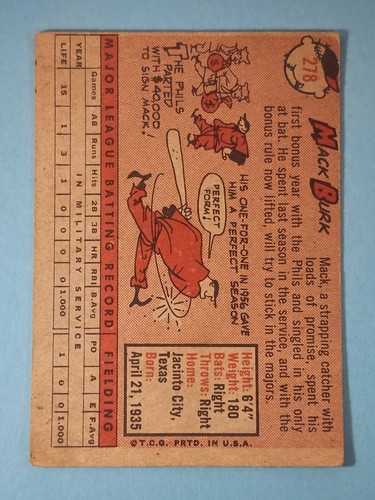 278
MACK BURK
Mack, a strapping catcher with
loads of promise, spent his
first bonus year with the Phils and singled in his only
at bat. He spent last season in the service, and with the
bonus rule now lifted, will try to stick in the majors.
THE PHILS
PARTED
WITH $40,000
TO SIGN MACK.
HIS ONE-FOR-ONE IN 1956 GAVE
HIM A PERFECT SEASON
PERFECT
FORM!
Height: 6'4"
Weight: 180
Bats: Right
Throws: Right
Home:
Jacinto City,
Texas
Born:
April 21, 1935
©T.C.G. PRTD. IN U.S.A.
MAJOR LEAGUE BATTING RECORD FIELDING
Games AB Runs Hits 2B 3B HR RBI B.Avg PO A E F.Avg
YEAR IN MILITARY SERVICE
LIFE 15 1 3 1 0 0 0 0 1.000 1 0 0 1.000